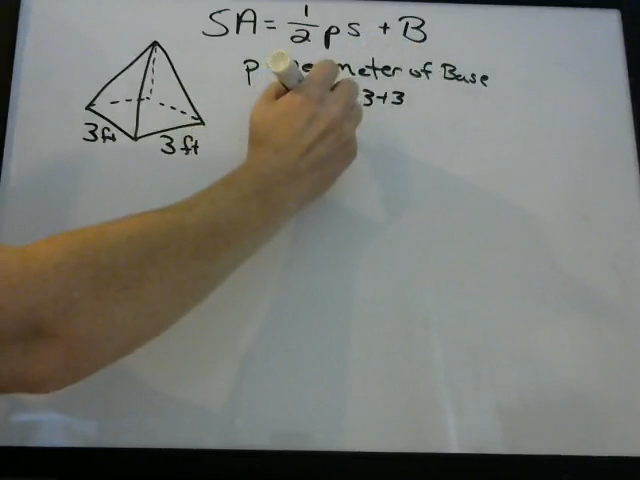 SA = 1/2 ps + B
P meter of Base
3+3
3ft 3ft